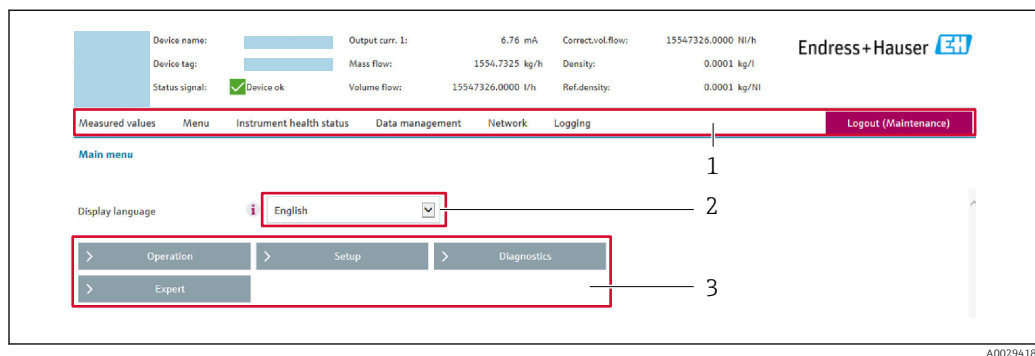 Device name: Output curr. 1: 6.76 mA Correct.vol.flow: 15547326.0000 Nl/h
Endress+Hauser EH
Device tag: Mass flow: 1554.7325 kg/h Density: 0.0001 kg/l
Status signal: Device ok Volume flow: 15547326.0000 l/h Ref.density: 0.0001 kg/Nl
Measured values Menu Instrument health status Data management Network Logging Logout (Maintenance)
1
Main menu
Display language i English 2
> Operation > Setup > Diagnostics
> Expert 3
A0029418